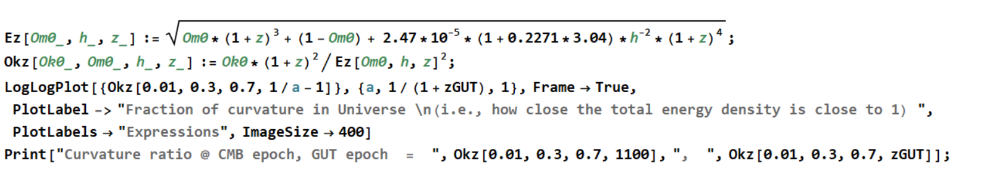 Ez[Om0_, h_, z_] := √(Om0 * (1 + z)^3 + (1 - Om0) + 2.47 * 10^-5 * (1 + 0.2271 * 3.04) * h^-2 * (1 + z)^4) ;
Okz[Ok0_, Om0_, h_, z_] := Ok0 * (1 + z)^2 / Ez[Om0, h, z]^2;
LogLogPlot[{Okz[0.01, 0.3, 0.7, 1 / a - 1]}, {a, 1 / (1 + zGUT), 1}, Frame → True,
PlotLabel -> "Fraction of curvature in Universe \n(i.e., how close the total energy density is close to 1) ",
PlotLabels → "Expressions", ImageSize → 400]
Print["Curvature ratio @ CMB epoch, GUT epoch  =  ", Okz[0.01, 0.3, 0.7, 1100], ",  ", Okz[0.01, 0.3, 0.7, zGUT]];